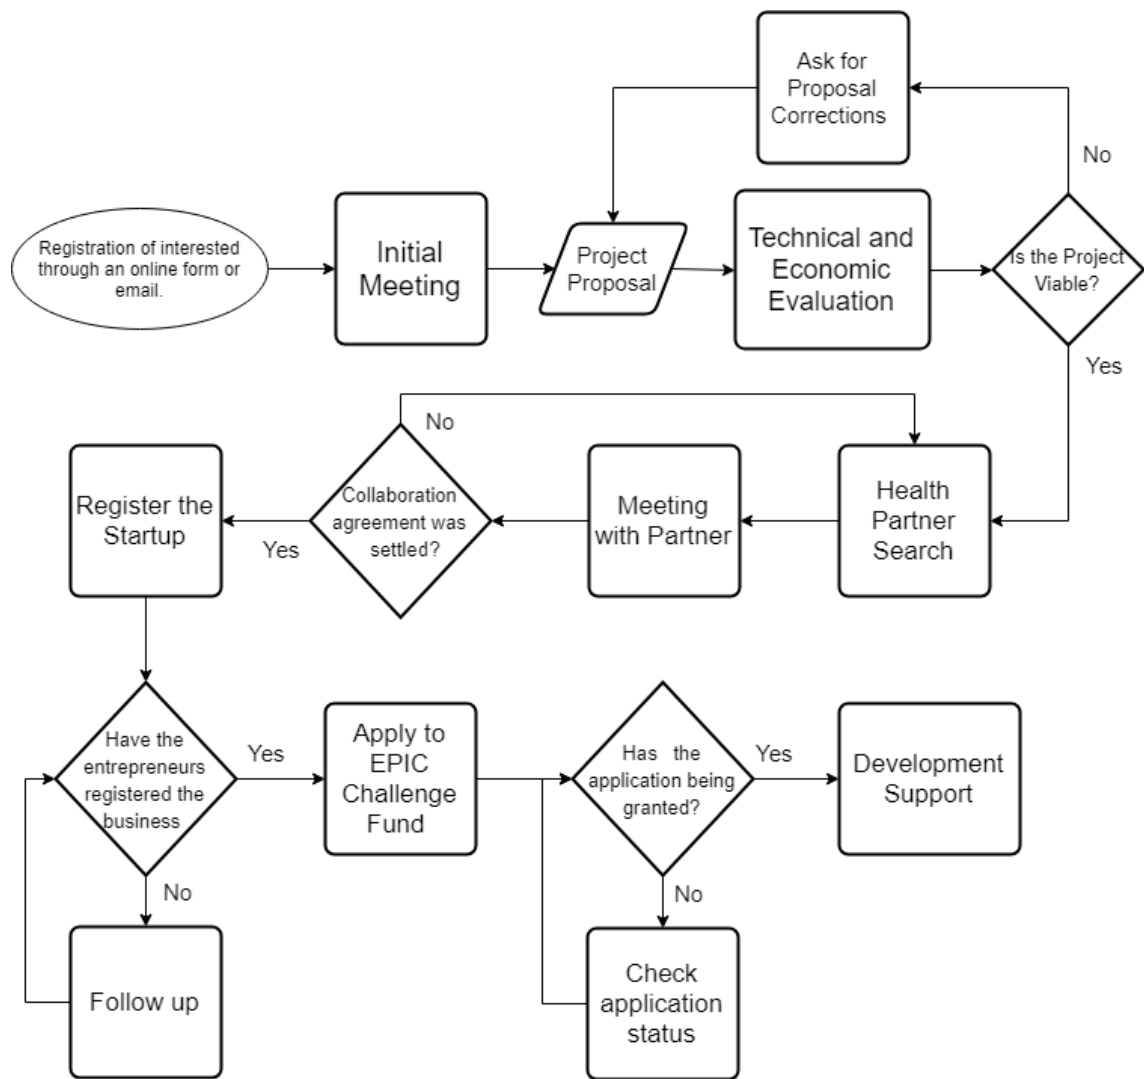 Ask for
Proposal
Corrections
No
Registration of interested
through an online form or
email.
Initial
Meeting
Project
Proposal
Technical and
Economic
Evaluation
Is the Project
Viable?
Yes
No
Register the
Startup
Yes
Collaboration
agreement was
settled?
Meeting
with Partner
Health
Partner
Search
Have the
entrepreneurs
registered the
business
Yes
Apply to
EPIC
Challenge
Fund
Has the
application being
granted?
Yes
Development
Support
No
No
Follow up
Check
application
status